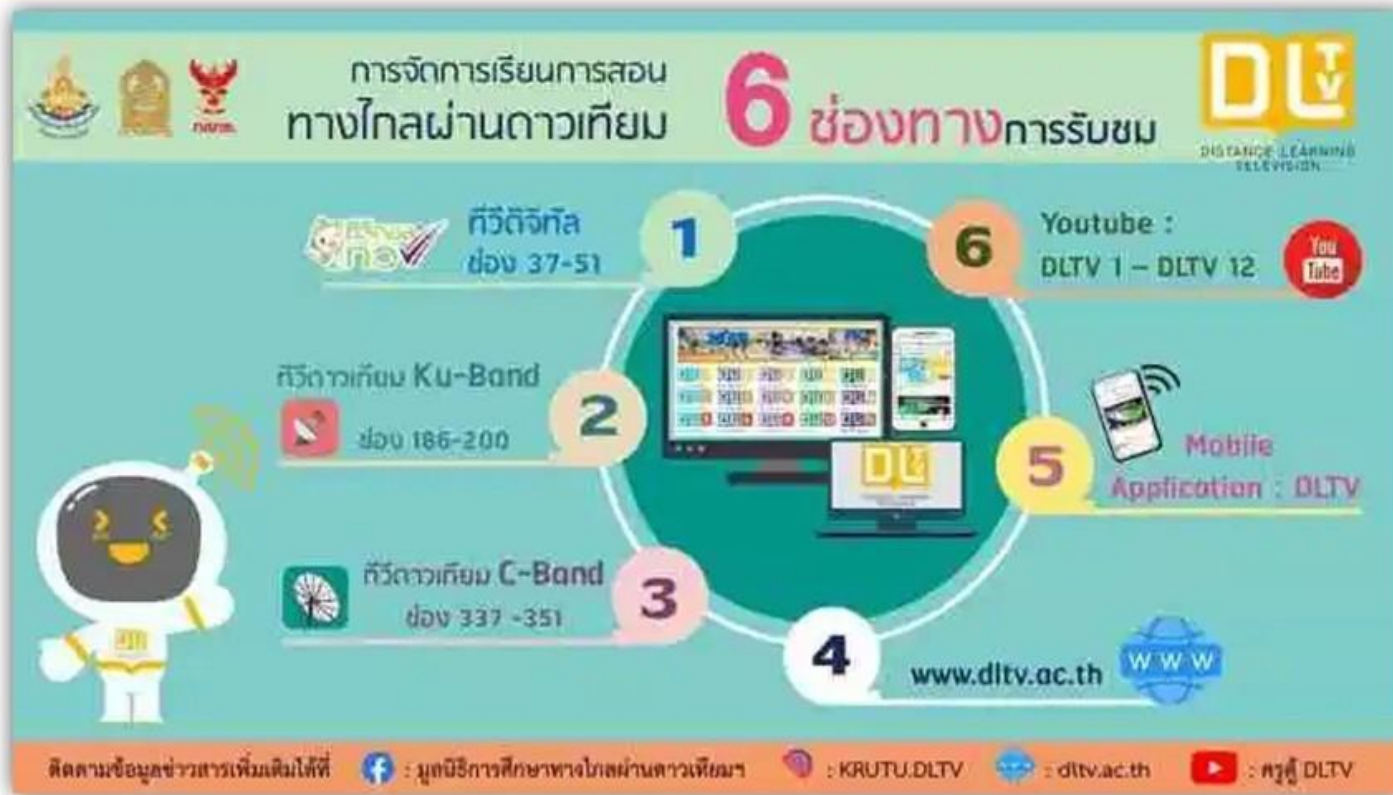 การจัดการเรียนการสอน
ทางไกลผ่านดาวเทียม
6 ช่องทางการรับชม
DLTV
DISTANCE LEARNING
TELEVISION
กสทช.
1
ทีวีดิจิทัล
ช่อง 37-51
2
ทีวีดาวเทียม Ku-Band
ช่อง 186-200
3
ทีวีดาวเทียม C-Band
ช่อง 337 -351
4
www.dltv.ac.th
WWW
5
Mobile
Application : DLTV
6
Youtube :
DLTV 1 – DLTV 12
You
Tube
DLTV
ติดตามข้อมูลข่าวสารเพิ่มเติมได้ที่ : มูลนิธิการศึกษาทางไกลผ่านดาวเทียมฯ : KRUTU.DLTV : dltv.ac.th : ครูตู้ DLTV